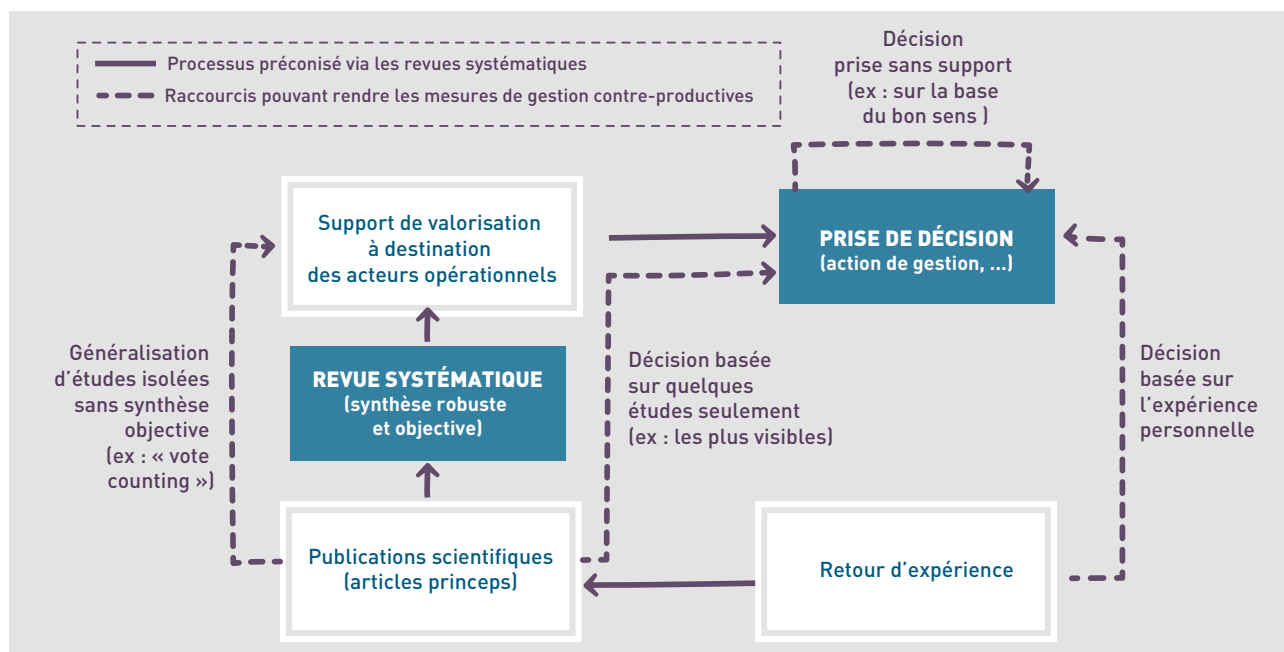 Processus préconisé via les revues systématiques
Raccourcis pouvant rendre les mesures de gestion contre-productives
Décision
prise sans support
(ex : sur la base
du bon sens )
Support de valorisation
à destination
des acteurs opérationnels
PRISE DE DÉCISION
(action de gestion, ...)
Généralisation
d’études isolées
sans synthèse
objective
(ex : « vote
counting »)
REVUE SYSTÉMATIQUE
(synthèse robuste
et objective)
Décision basée
sur quelques
études seulement
(ex : les plus visibles)
Décision
basée sur
l’expérience
personnelle
Publications scientifiques
(articles princeps)
Retour d’expérience